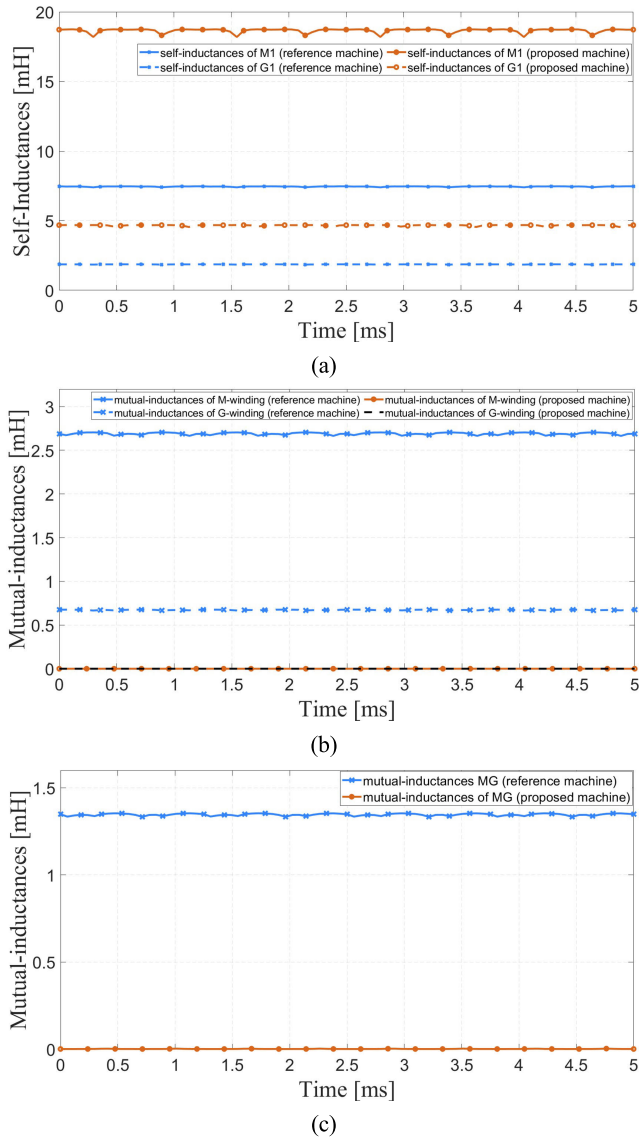 20
15
10
5
0
Self-Inductances [mH]
self-inductances of M1 (reference machine)
self-inductances of M1 (proposed machine)
self-inductances of G1 (reference machine)
self-inductances of G1 (proposed machine)
0 0.5 1 1.5 2 2.5 3 3.5 4 4.5 5
Time [ms]
(a)
3
2.5
2
1.5
1
0.5
0
Mutual-inductances [mH]
mutual-inductances of M-winding (reference machine)
mutual-inductances of M-winding (proposed machine)
mutual-inductances of G-winding (reference machine)
mutual-inductances of G-winding (proposed machine)
0 0.5 1 1.5 2 2.5 3 3.5 4 4.5 5
Time [ms]
(b)
1.5
1
0.5
0
Mutual-inductances [mH]
mutual-inductances MG (reference machine)
mutual-inductances of MG (proposed machine)
0 0.5 1 1.5 2 2.5 3 3.5 4 4.5 5
Time [ms]
(c)